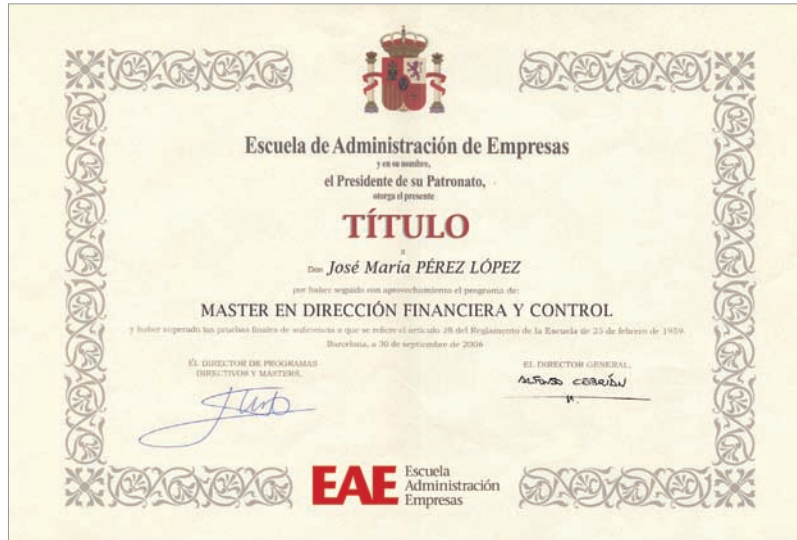 Escuela de Administración de Empresas
y en su nombre,
el Presidente de su Patronato,
otorga el presente
TÍTULO
a
Don José María PÉREZ LÓPEZ
por haber seguido con aprovechamiento el programa de:
MASTER EN DIRECCIÓN FINANCIERA Y CONTROL
y haber superado las pruebas finales de suficiencia a que se refiere el artículo 28 del Reglamento de la Escuela de 25 de febrero de 1959.
Barcelona, a 30 de septiembre de 2006
EL DIRECTOR DE PROGRAMAS
DIRECTIVOS Y MASTERS,
EL DIRECTOR GENERAL,
ALFONSO CEBRIÁN
EAE Escuela
Administración
Empresas